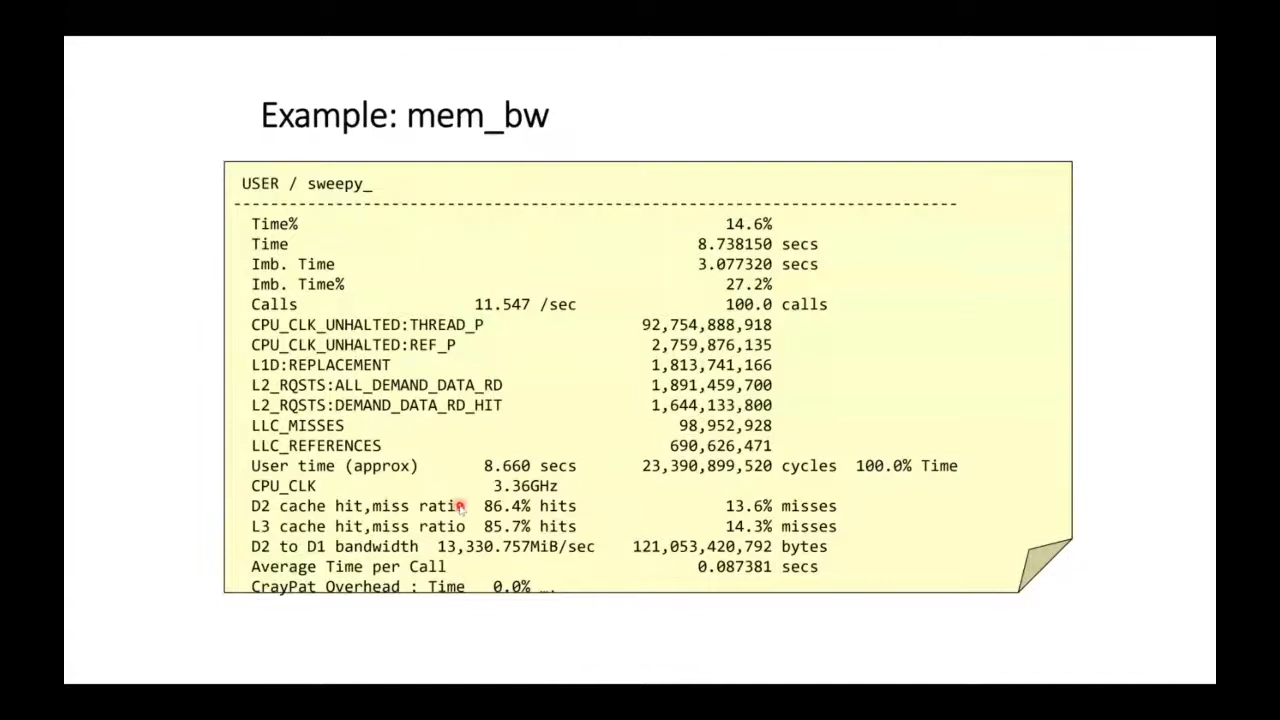 Example: mem_bw
USER / sweepy_
------------------------------------------------------------------------------
Time% 14.6%
Time 8.738150 secs
Imb. Time 3.077320 secs
Imb. Time% 27.2%
Calls 11.547 /sec 100.0 calls
CPU_CLK_UNHALTED:THREAD_P 92,754,888,918
CPU_CLK_UNHALTED:REF_P 2,759,876,135
L1D:REPLACEMENT 1,813,741,166
L2_RQSTS:ALL_DEMAND_DATA_RD 1,891,459,700
L2_RQSTS:DEMAND_DATA_RD_HIT 1,644,133,800
LLC_MISSES 98,952,928
LLC_REFERENCES 690,626,471
User time (approx) 8.660 secs 23,390,899,520 cycles 100.0% Time
CPU_CLK 3.36GHz
D2 cache hit,miss ratio 86.4% hits 13.6% misses
L3 cache hit,miss ratio 85.7% hits 14.3% misses
D2 to D1 bandwidth 13,330.757MiB/sec 121,053,420,792 bytes
Average Time per Call 0.087381 secs
CrayPat Overhead : Time 0.0% ….